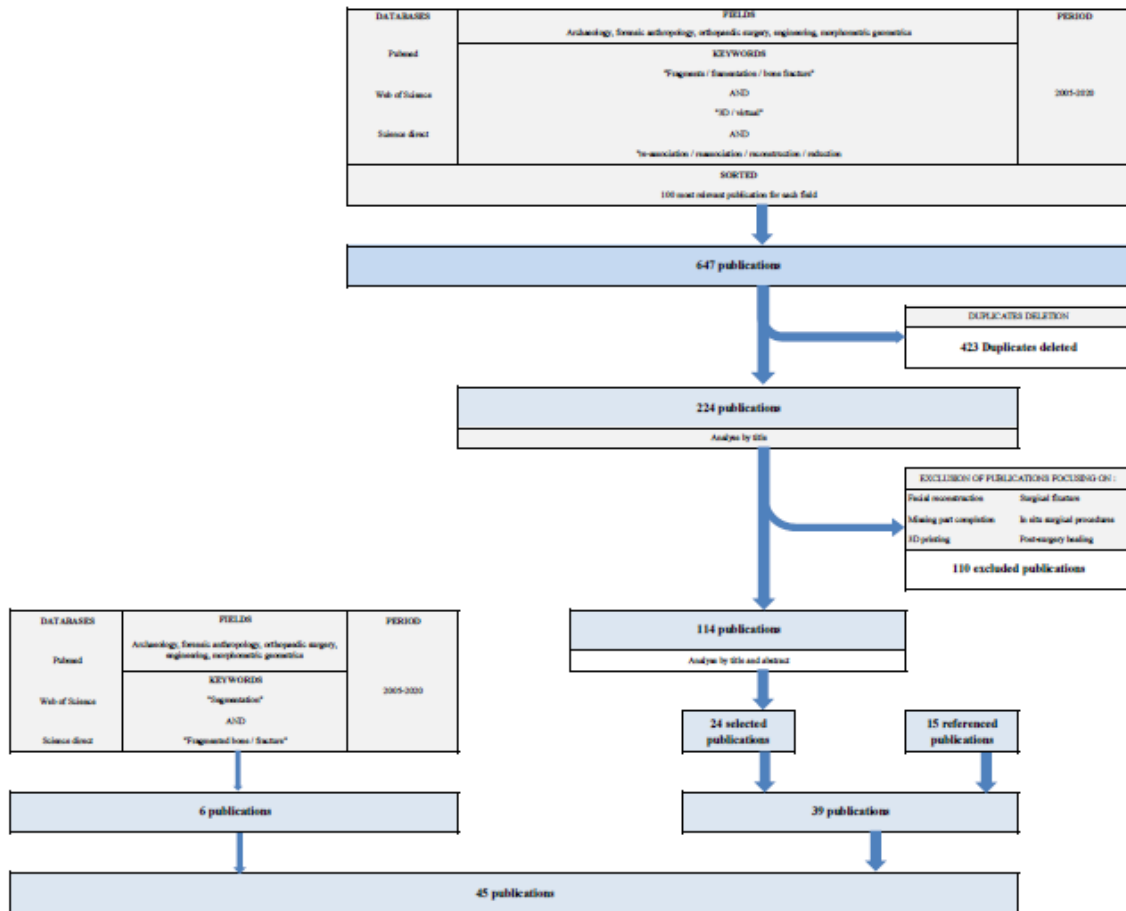 DATABASES
Pubmed
Web of Science
Science direct
FIELDS
Archaeology, forensic anthropology, orthopaedic surgery, engineering, morphometric geometrics
KEYWORDS
"Fragments / framentation / bone fracture"
AND
"3D / virtual"
AND
"re-association / reassociation / reconstruction / reduction
PERIOD
2005-2020
SORTED
100 most relevant publication for each field
647 publications
DUPLICATES DELETION
423 Duplicates deleted
224 publications
Analyse by title
EXCLUSION OF PUBLICATIONS FOCUSING ON :
Facial reconstruction
Surgical fixature
Missing part completion
In situ surgical procedures
3D printing
Post-surgery healing
110 excluded publications
114 publications
Analyse by title and abstract
DATABASES
Pubmed
Web of Science
Science direct
FIELDS
Archaeology, forensic anthropology, orthopaedic surgery,
engineering, morphometric geometrics
KEYWORDS
"Segmentation"
AND
"Fragmented bone / fracture"
PERIOD
2005-2020
24 selected
publications
15 referenced
publications
6 publications
39 publications
45 publications